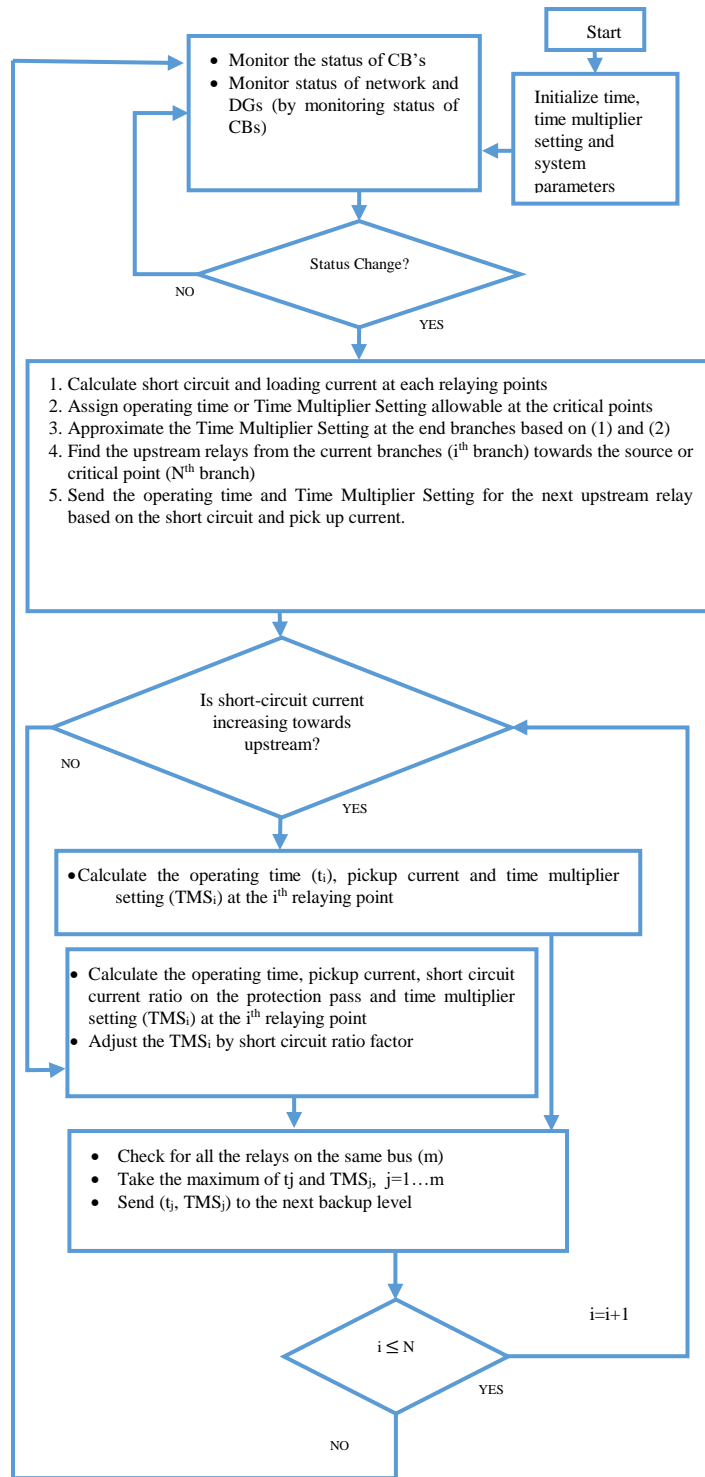 Start
Initialize time,
time multiplier
setting and
system
parameters
• Monitor the status of CB’s
• Monitor status of network and
DGs (by monitoring status of
CBs)
Status Change?
NO
YES
1. Calculate short circuit and loading current at each relaying points
2. Assign operating time or Time Multiplier Setting allowable at the critical points
3. Approximate the Time Multiplier Setting at the end branches based on (1) and (2)
4. Find the upstream relays from the current branches (iᵗʰ branch) towards the source or
critical point (Nᵗʰ branch)
5. Send the operating time and Time Multiplier Setting for the next upstream relay
based on the short circuit and pick up current.
Is short-circuit current
increasing towards
upstream?
NO
YES
•Calculate the operating time (tᵢ), pickup current and time multiplier
setting (TMSᵢ) at the iᵗʰ relaying point
• Calculate the operating time, pickup current, short circuit
current ratio on the protection pass and time multiplier
setting (TMSᵢ) at the iᵗʰ relaying point
• Adjust the TMSᵢ by short circuit ratio factor
• Check for all the relays on the same bus (m)
• Take the maximum of tj and TMSⱼ, j=1…m
• Send (tⱼ, TMSⱼ) to the next backup level
i=i+1
i ≤ N
YES
NO